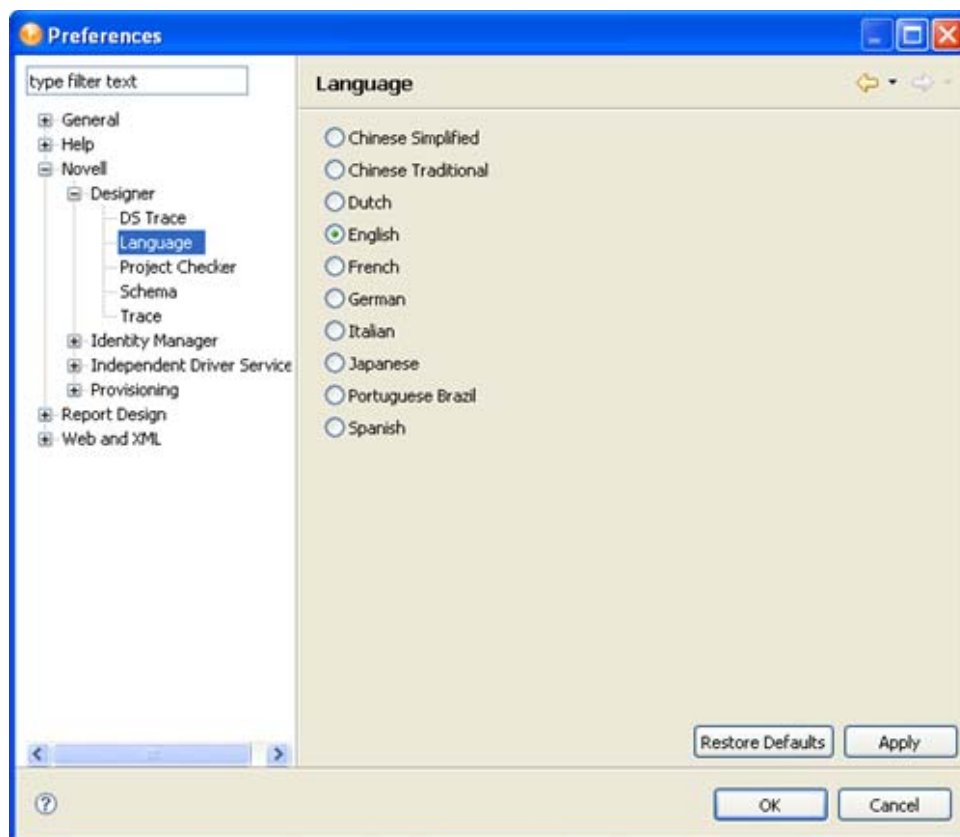 Preferences
type filter text
General
Help
Novell
Designer
DS Trace
Language
Project Checker
Schema
Trace
Identity Manager
Independent Driver Service
Provisioning
Report Design
Web and XML
Language
Chinese Simplified
Chinese Traditional
Dutch
English
French
German
Italian
Japanese
Portuguese Brazil
Spanish
Restore Defaults
Apply
OK
Cancel